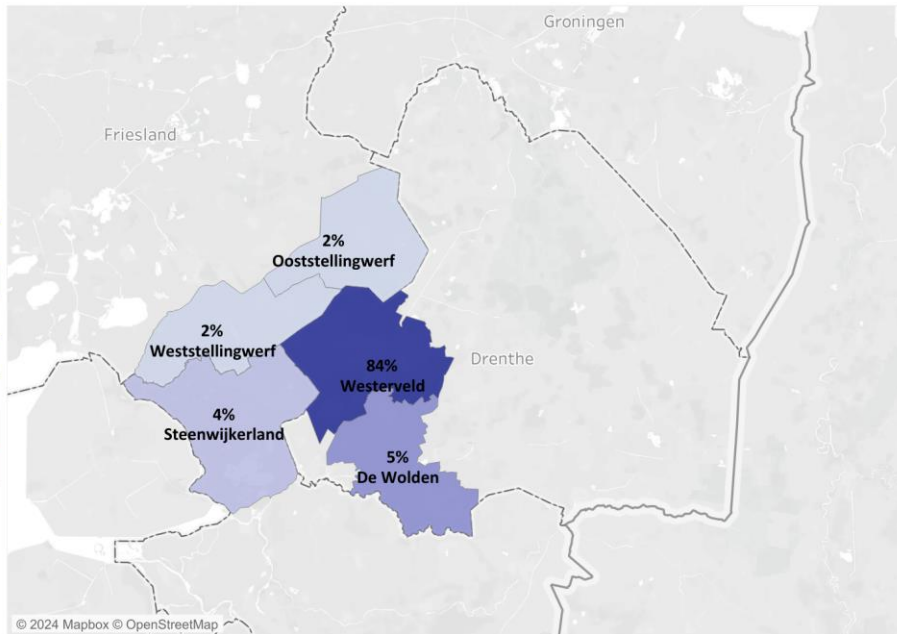 Groningen
Friesland
2%
Ooststellingwerf
2%
Weststellingwerf
84%
Westerveld
Drenthe
4%
Steenwijkerland
5%
De Wolden
© 2024 Mapbox © OpenStreetMap